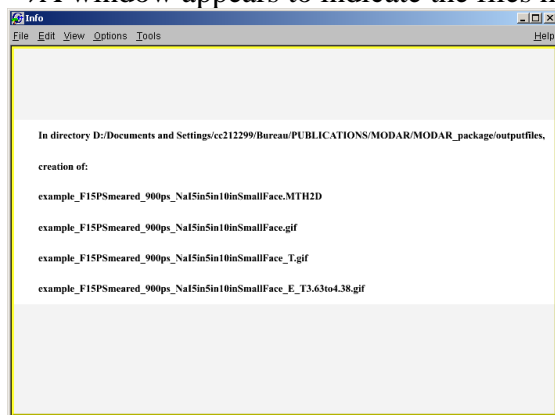 A window appears to indicate the files
Info
File Edit View Options Tools Help
In directory D:/Documents and Settings/cc212299/Bureau/PUBLICATIONS/MODAR/MODAR_package/outputfiles,
creation of:
example_F15PSmeared_900ps_NaI5in5in10inSmallFace.MTH2D
example_F15PSmeared_900ps_NaI5in5in10inSmallFace.gif
example_F15PSmeared_900ps_NaI5in5in10inSmallFace_T.gif
example_F15PSmeared_900ps_NaI5in5in10inSmallFace_E_T3.63to4.38.gif